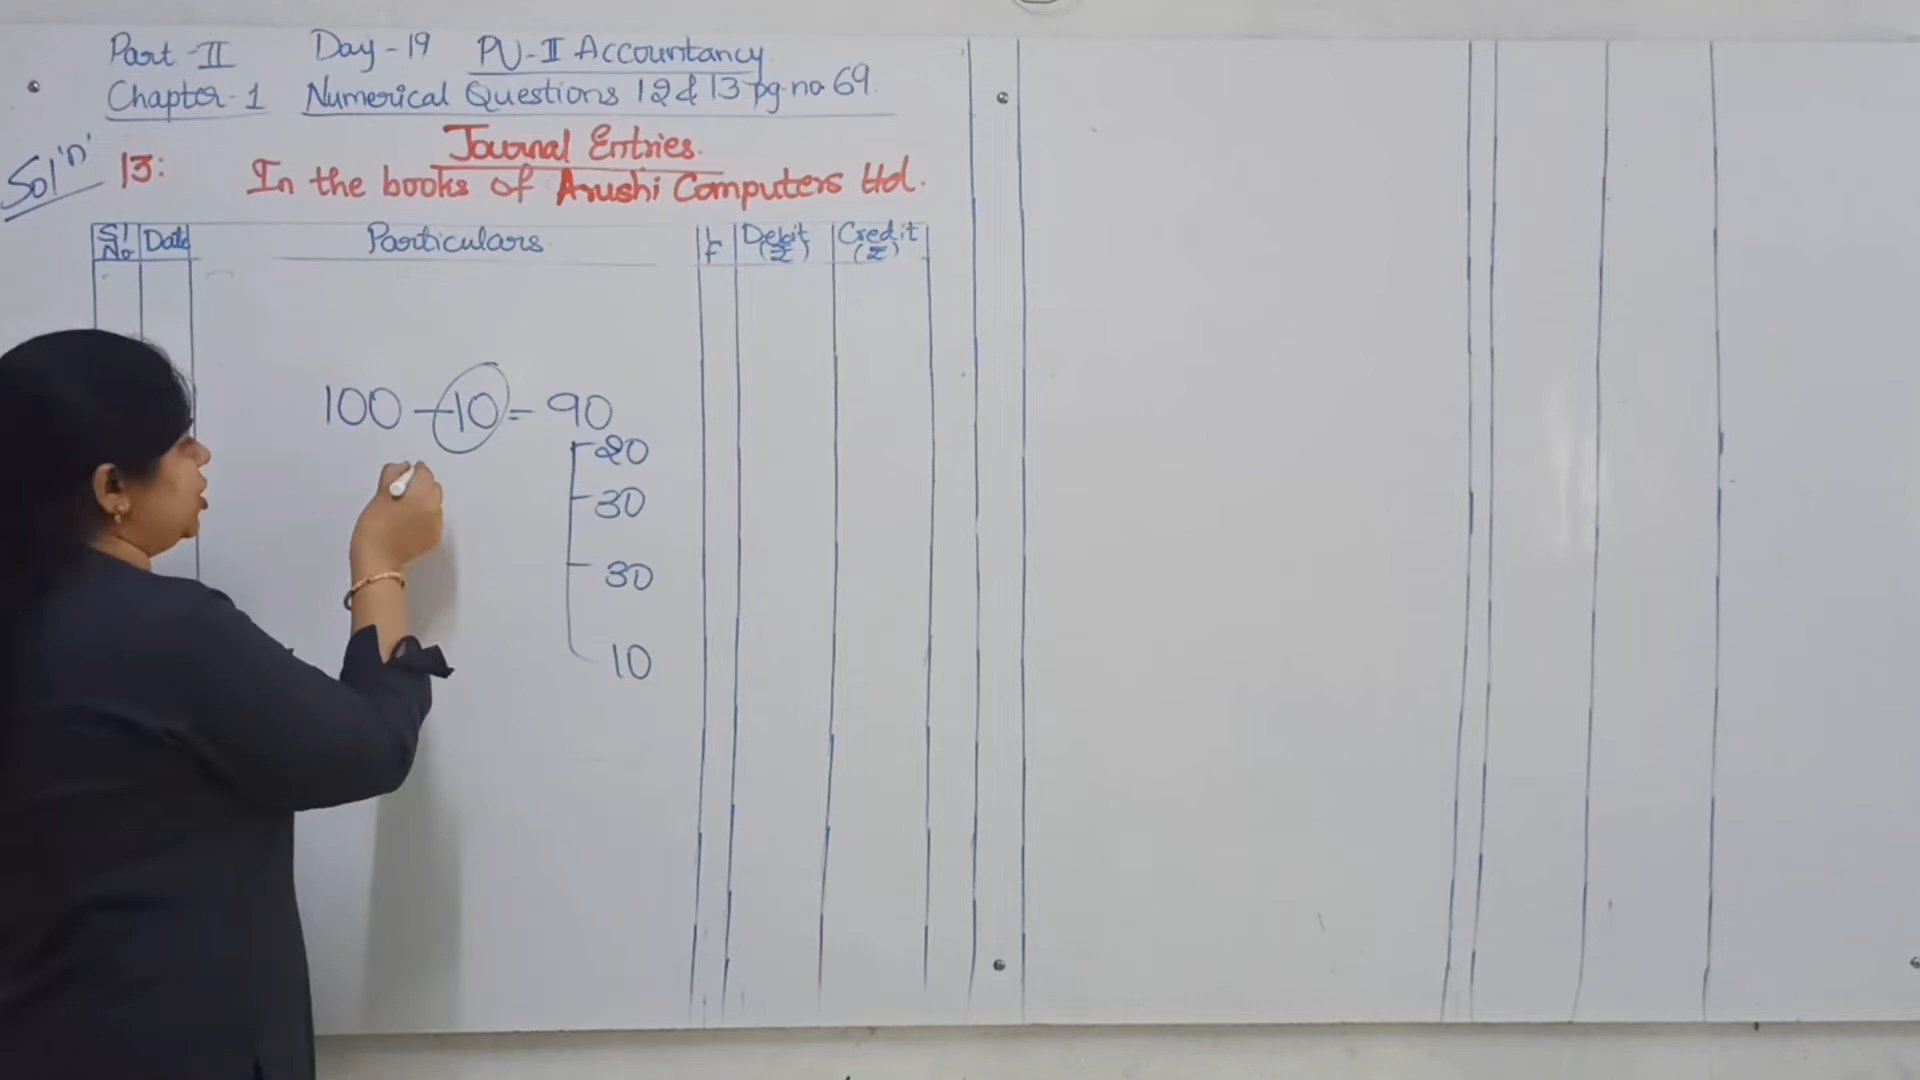 Part-II Day-19 PU-II Accountancy
Chapter-1 Numerical Questions 12 & 13 pg.no 69.
Journal Entries.
Sol'n' 13: In the books of Arushi Computers Ltd.
Sl No Date Particulars LF Debit (₹) Credit (₹)
100 - 10 = 90
20
30
30
10